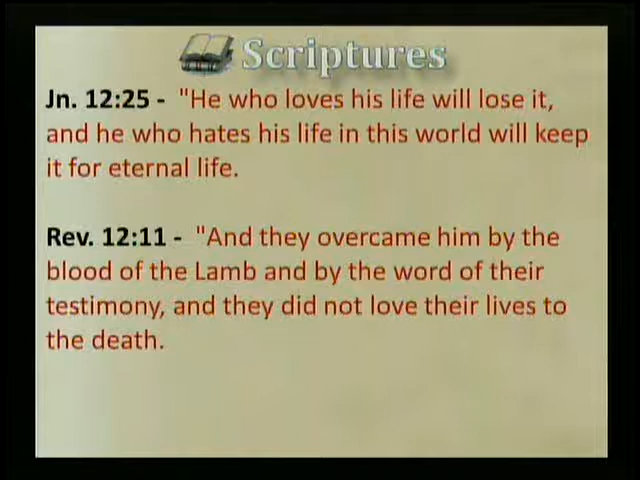 Scriptures
Jn. 12:25 - "He who loves his life will lose it,
and he who hates his life in this world will keep
it for eternal life.
Rev. 12:11 - "And they overcame him by the
blood of the Lamb and by the word of their
testimony, and they did not love their lives to
the death.